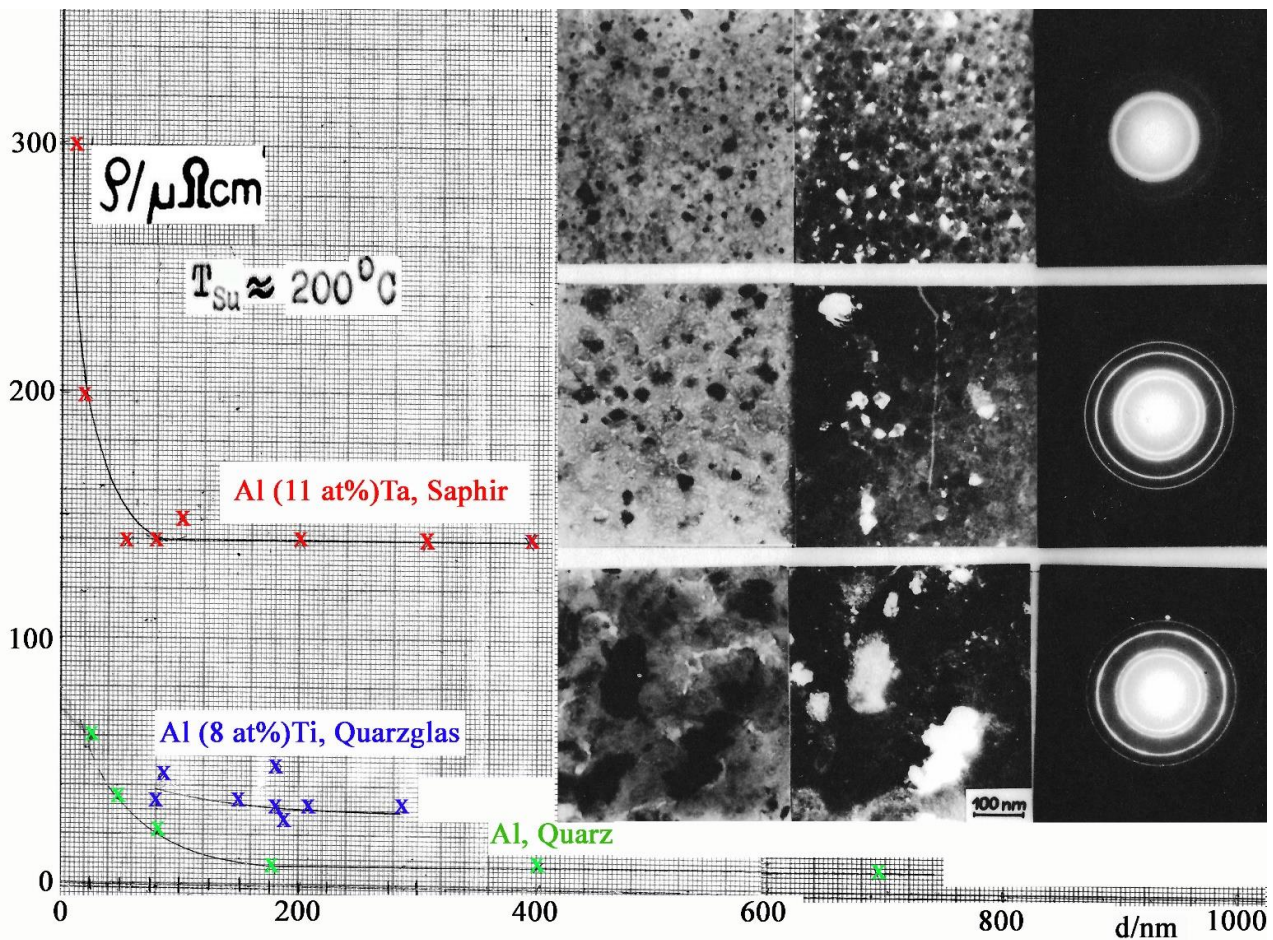 300
ρ/μΩcm
T_Su ≈ 200°C
200
Al (11 at%)Ta, Saphir
100
Al (8 at%)Ti, Quarzglas
100 nm
Al, Quarz
0
0 200 400 600 800 1000
d/nm